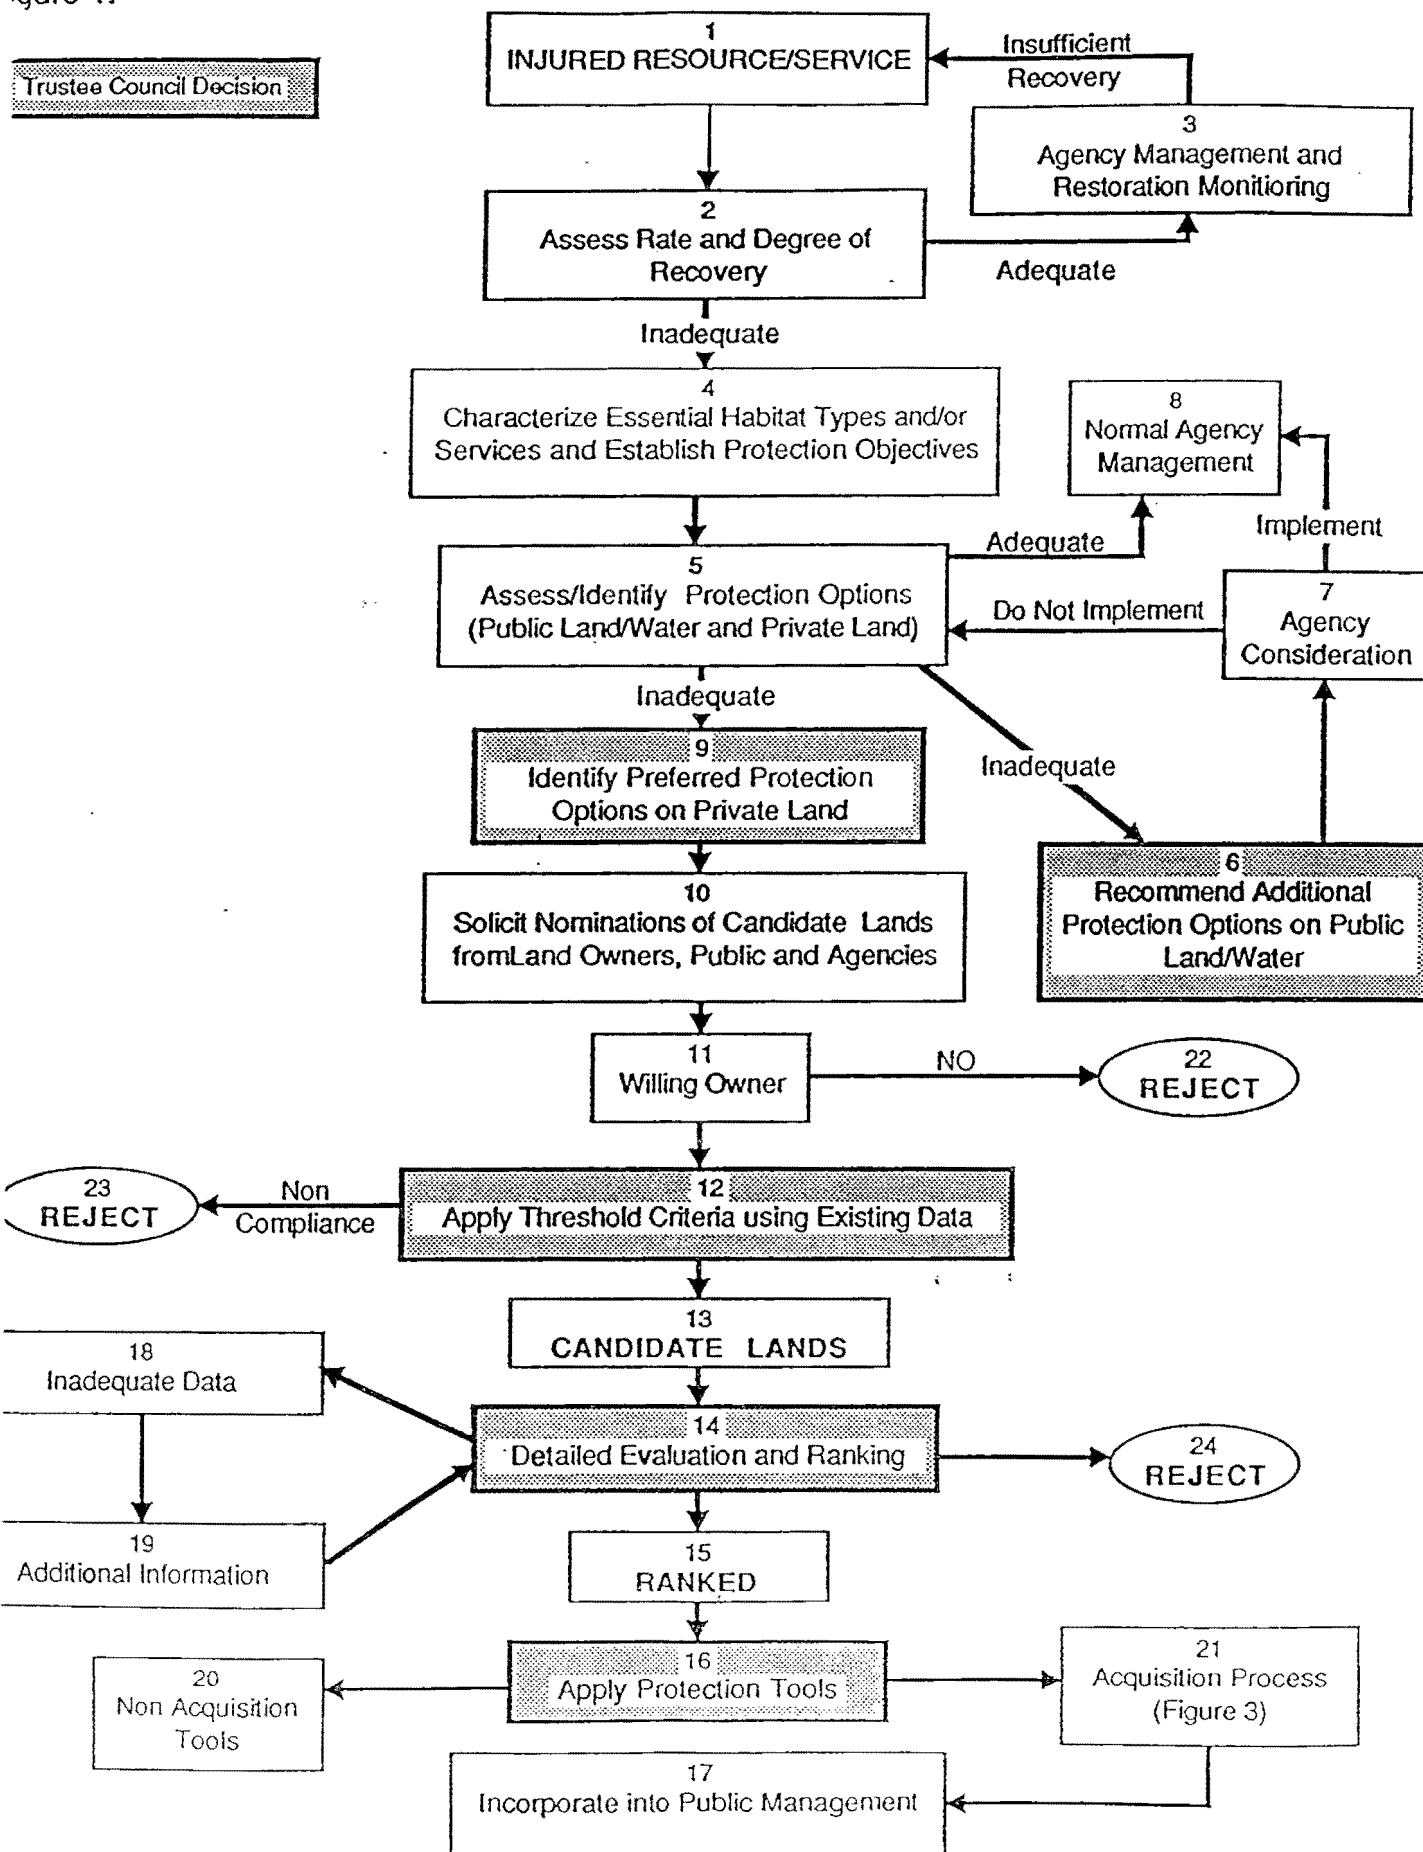 Trustee Council Decision
1
INJURED RESOURCE/SERVICE
Insufficient
Recovery
3
Agency Management and
Restoration Monitioring
2
Assess Rate and Degree of
Recovery
Adequate
Inadequate
4
Characterize Essential Habitat Types and/or
Services and Establish Protection Objectives
8
Normal Agency
Management
Implement
Adequate
5
Assess/Identify Protection Options
(Public Land/Water and Private Land)
Do Not Implement
7
Agency
Consideration
Inadequate
9
Identify Preferred Protection
Options on Private Land
Inadequate
6
Recommend Additional
Protection Options on Public
Land/Water
10
Solicit Nominations of Candidate Lands
fromLand Owners, Public and Agencies
11
Willing Owner
NO
22
REJECT
23
REJECT
Non
Compliance
12
Apply Threshold Criteria using Existing Data
13
CANDIDATE LANDS
18
Inadequate Data
14
Detailed Evaluation and Ranking
24
REJECT
19
Additional Information
15
RANKED
20
Non Acquisition
Tools
16
Apply Protection Tools
21
Acquisition Process
(Figure 3)
17
Incorporate into Public Management